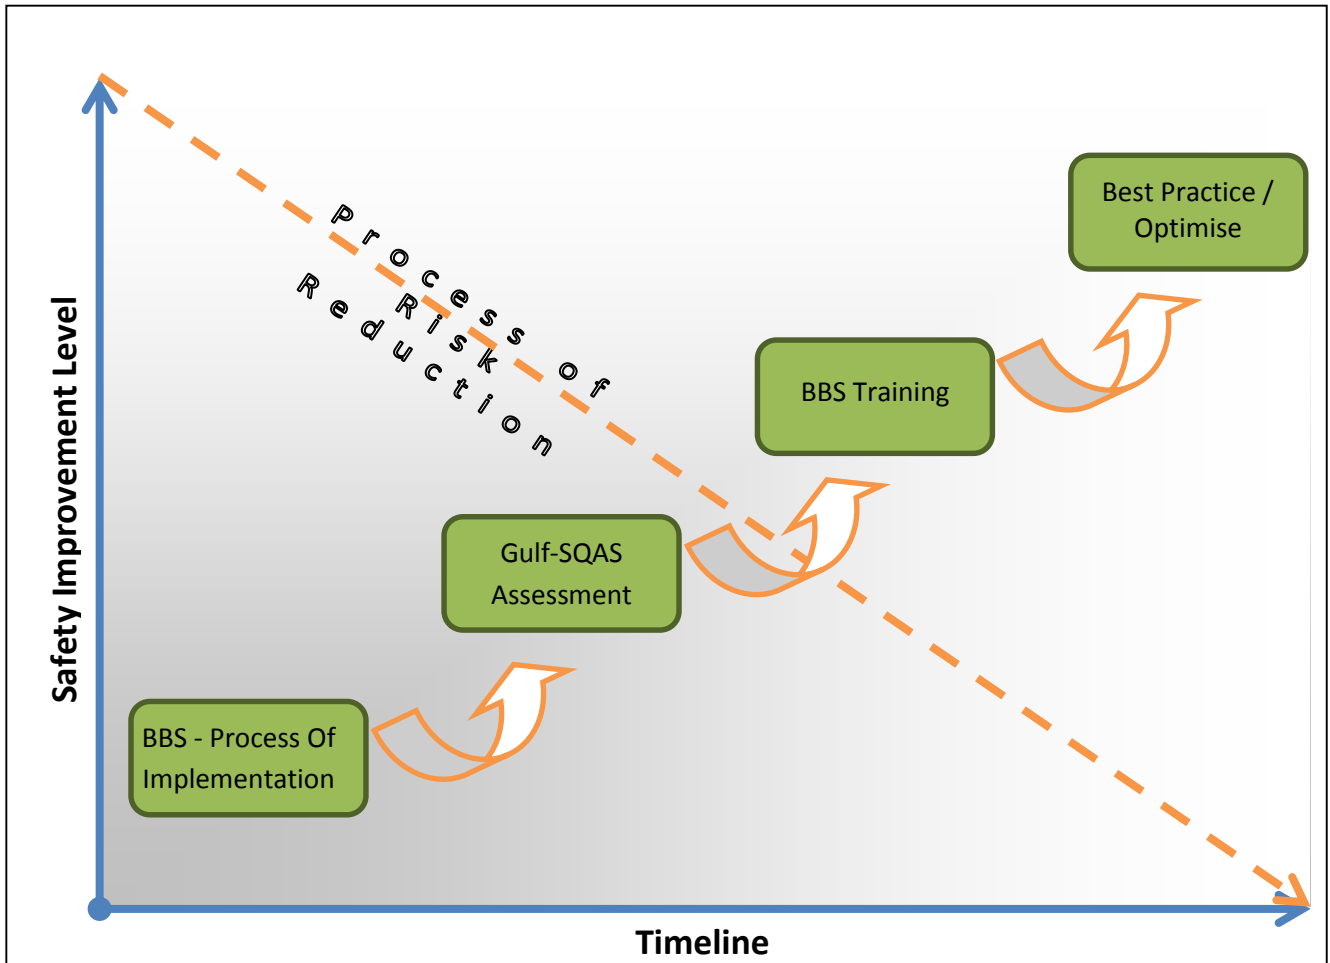 Safety Improvement Level
Process of
Risk
Reduction
Best Practice /
Optimise
BBS Training
Gulf-SQAS
Assessment
BBS - Process Of
Implementation
Timeline